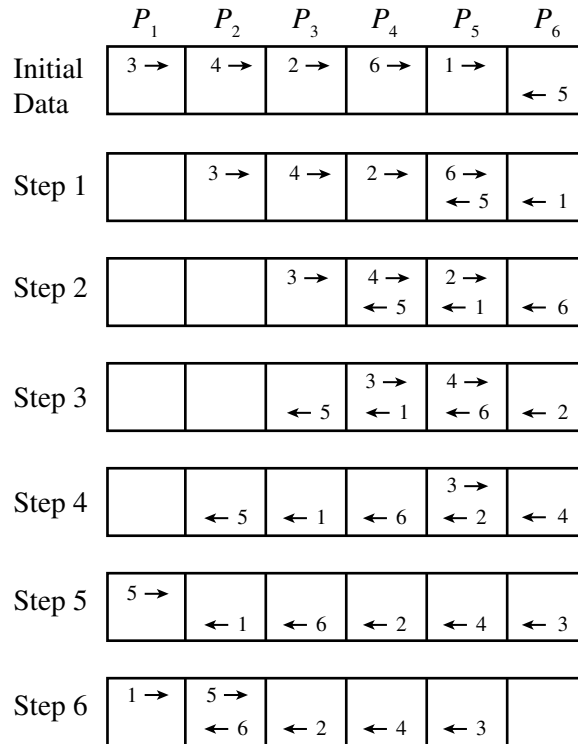 P1 P2 P3 P4 P5 P6
Initial
Data
3 → 4 → 2 → 6 → 1 →
← 5
Step 1
3 → 4 → 2 → 6 →
← 5 ← 1
Step 2
3 → 4 → 2 →
← 5 ← 1 ← 6
Step 3
3 → 4 →
← 5 ← 1 ← 6 ← 2
Step 4
3 →
← 5 ← 1 ← 6 ← 2 ← 4
Step 5
5 →
← 1 ← 6 ← 2 ← 4 ← 3
Step 6
1 → 5 →
← 6 ← 2 ← 4 ← 3